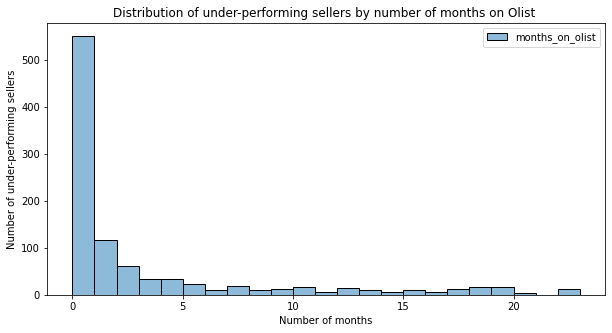 Distribution of under-performing sellers by number of months on Olist
months_on_olist
Number of under-performing sellers
500
400
300
200
100
0
0 5 10 15 20
Number of months